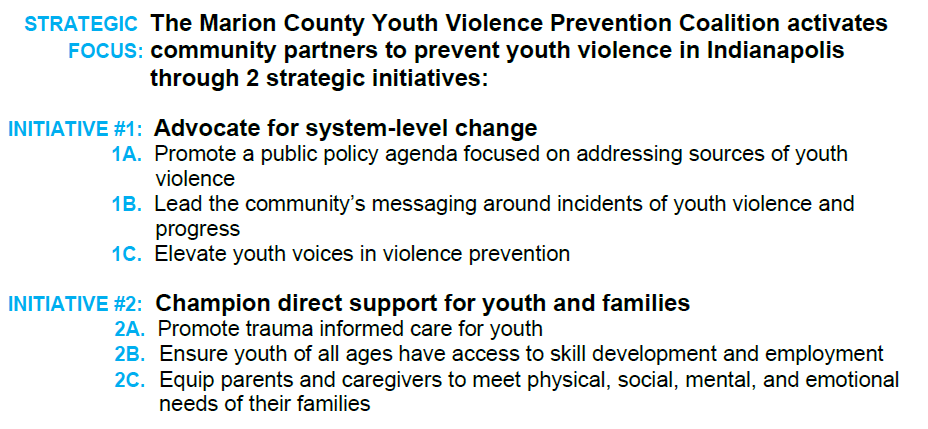 STRATEGIC FOCUS: The Marion County Youth Violence Prevention Coalition activates
community partners to prevent youth violence in Indianapolis
through 2 strategic initiatives:
INITIATIVE #1: Advocate for system-level change
1A. Promote a public policy agenda focused on addressing sources of youth
violence
1B. Lead the community’s messaging around incidents of youth violence and
progress
1C. Elevate youth voices in violence prevention
INITIATIVE #2: Champion direct support for youth and families
2A. Promote trauma informed care for youth
2B. Ensure youth of all ages have access to skill development and employment
2C. Equip parents and caregivers to meet physical, social, mental, and emotional
needs of their families